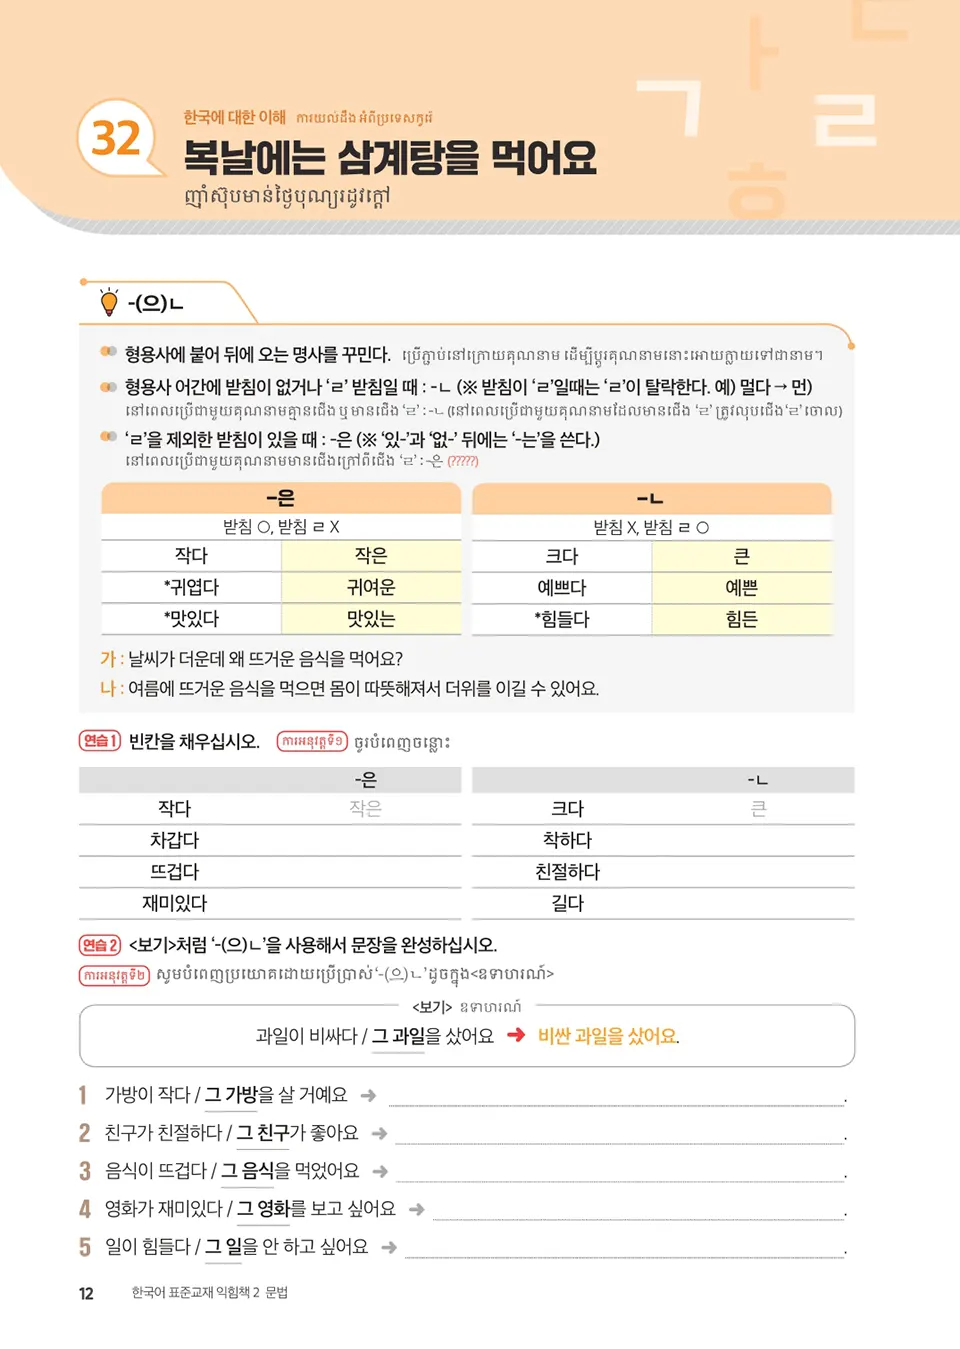 32
한국에 대한 이해 ការយល់ដឹង អំពីប្រទេសកូរ៉េ
복날에는 삼계탕을 먹어요
ញ៉ាំស៊ុបមាន់ថ្ងៃបុណ្យរដូវក្ដៅ
-(으)ㄴ
형용사에 붙어 뒤에 오는 명사를 꾸민다. ប្រើភ្ជាប់នៅក្រោយគុណនាម ដើម្បីប្ដូរគុណនាមនោះអោយក្លាយទៅជានាម។
형용사 어간에 받침이 없거나 ‘ㄹ’ 받침일 때 : -ㄴ (※ 받침이 ‘ㄹ’일때는 ‘ㄹ’이 탈락한다. 예) 멀다 → 먼)
នៅពេលប្រើជាមួយគុណនាមគ្មានជើង ឬ មានជើង ‘ㄹ’ : -ㄴ (នៅពេលប្រើជាមួយគុណនាមដែលមានជើង ‘ㄹ’ ត្រូវលុបជើង‘ㄹ’ ចោល)
‘ㄹ’을 제외한 받침이 있을 때 : -은 (※ ‘있-’과 ‘없-’ 뒤에는 ‘-는’을 쓴다.)
នៅពេលប្រើជាមួយគុណនាមមានជើងក្រៅពីជើង ‘ㄹ’ : -은 (?????)
-은 -ㄴ
받침 O, 받침 ㄹ X 받침 X, 받침 ㄹ O
작다 작은 크다 큰
*귀엽다 귀여운 예쁘다 예쁜
*맛있다 맛있는 *힘들다 힘든
가 : 날씨가 더운데 왜 뜨거운 음식을 먹어요?
나 : 여름에 뜨거운 음식을 먹으면 몸이 따뜻해져서 더위를 이길 수 있어요.
연습 1 빈칸을 채우십시오. ការអនុវត្តទី១ ចូរបំពេញចន្លោះ
-은 -ㄴ
작다 작은 크다 큰
차갑다 착하다
뜨겁다 친절하다
재미있다 길다
연습 2 <보기>처럼 ‘-(으)ㄴ’을 사용해서 문장을 완성하십시오.
ការអនុវត្តទី២ សូមបំពេញប្រយោគដោយប្រើប្រាស់ ‘-(으)ㄴ’ ដូចក្នុង<ឧទាហរណ៍>
<보기> ឧទាហរណ៍
과일이 비싸다 / 그 과일을 샀어요 ➜ 비싼 과일을 샀어요.
1 가방이 작다 / 그 가방을 살 거예요 ➜ .
2 친구가 친절하다 / 그 친구가 좋아요 ➜ .
3 음식이 뜨겁다 / 그 음식을 먹었어요 ➜ .
4 영화가 재미있다 / 그 영화를 보고 싶어요 ➜ .
5 일이 힘들다 / 그 일을 안 하고 싶어요 ➜ .
12 한국어 표준교재 익힘책 2 문법
ㄱ ㅏ ㄴ ㄹ ㅎ